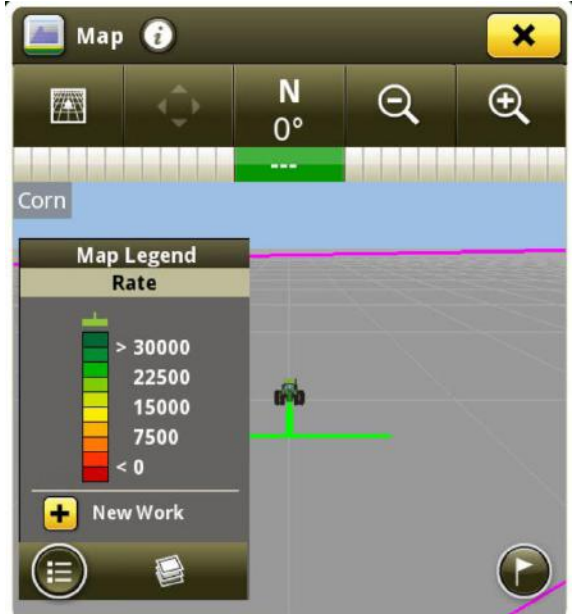 Map
N
0°
---
Corn
Map Legend
Rate
> 30000
22500
15000
7500
< 0
New Work